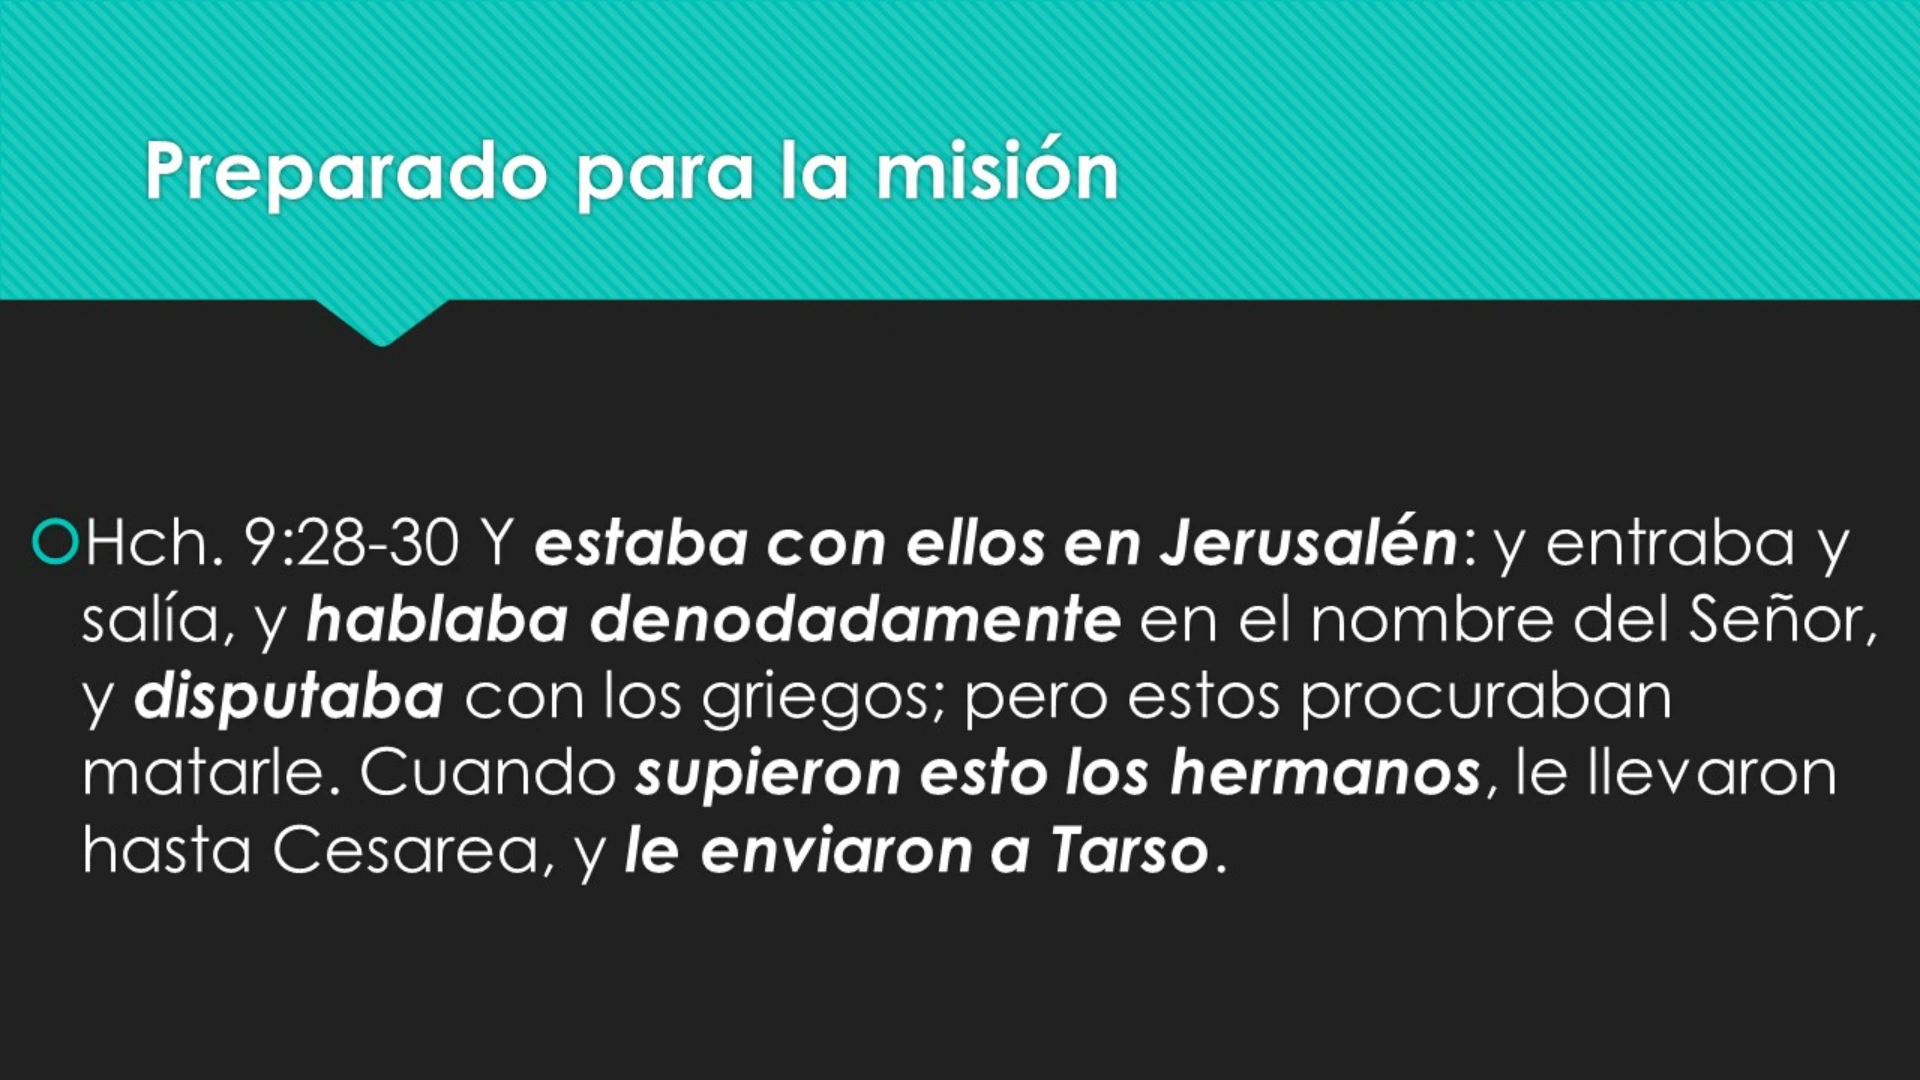 Preparado para la misión
Hch. 9:28-30 Y estaba con ellos en Jerusalén: y entraba y
salía, y hablaba denodadamente en el nombre del Señor,
y disputaba con los griegos; pero estos procuraban
matarle. Cuando supieron esto los hermanos, le llevaron
hasta Cesarea, y le enviaron a Tarso.